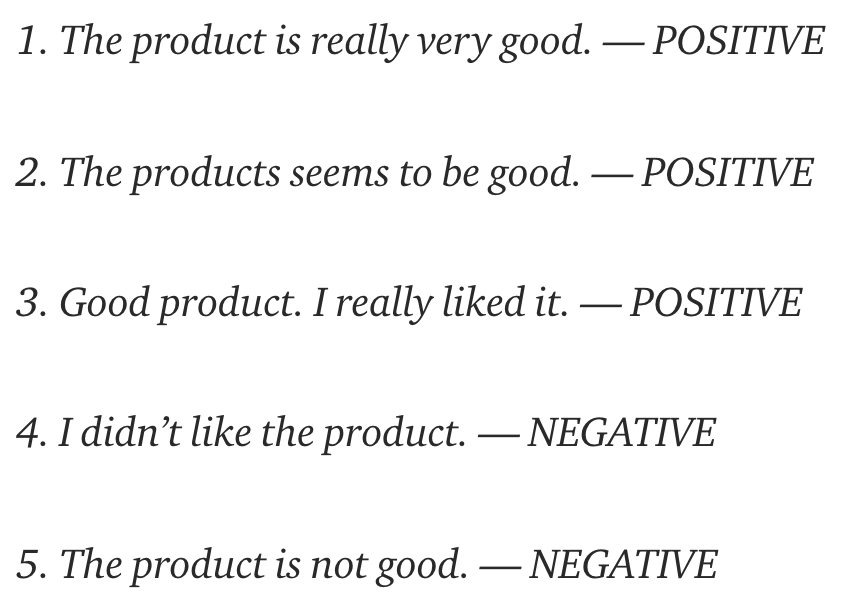 1. The product is really very good. — POSITIVE
2. The products seems to be good. — POSITIVE
3. Good product. I really liked it. — POSITIVE
4. I didn’t like the product. — NEGATIVE
5. The product is not good. — NEGATIVE